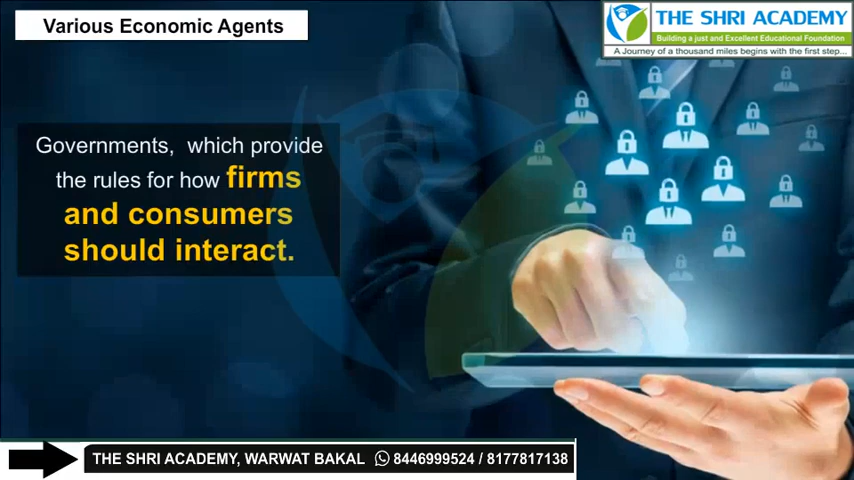 Various Economic Agents
THE SHRI ACADEMY
Building a just and Excellent Educational Foundation
A Journey of a thousand miles begins with the first step...
Governments, which provide
the rules for how firms
and consumers
should interact.
THE SHRI ACADEMY, WARWAT BAKAL 8446999524 / 8177817138